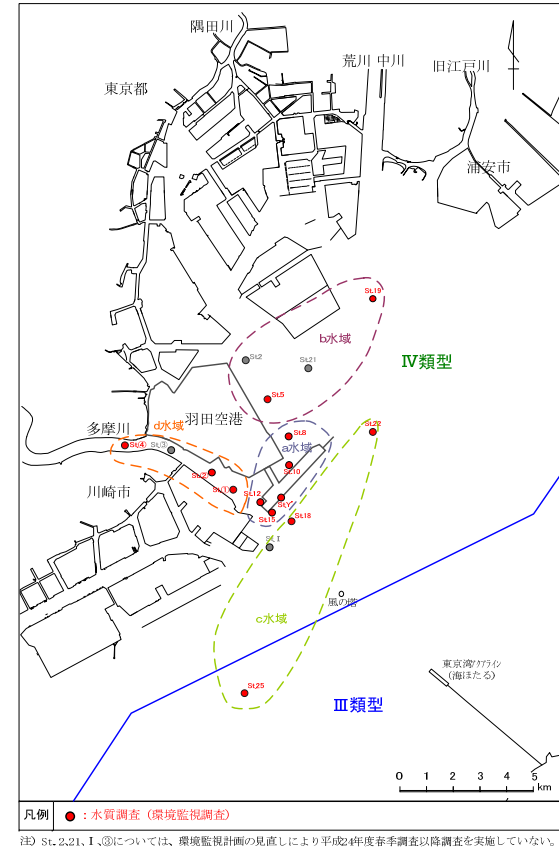 隅田川
荒川 中川
旧江戸川
東京都
浦安市
St.19
b水域
St.2
St.21
Ⅳ類型
St.5
羽田空港
d水域
多摩川
St.④
St.③
St.22
St.8
a水域
St.10
St.②
St.①
川崎市
St.12
St.Y
St.15
St.18
St.Ⅰ
風の塔
c水域
東京湾アクアライン
(海ほたる)
St.25
Ⅲ類型
0 1 2 3 4 5
km
凡例 ：水質調査（環境監視調査）
注）St.2,21、Ⅰ、③については、環境監視計画の見直しにより平成24年度春季調査以降調査を実施していない。